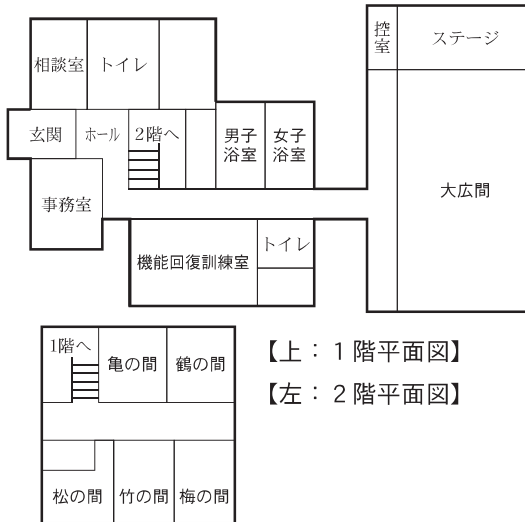 控室
ステージ
相談室
トイレ
玄関
ホール
2階へ
男子
浴室
女子
浴室
大広間
事務室
機能回復訓練室
トイレ
1階へ
亀の間
鶴の間
【上：１階平面図】
【左：２階平面図】
松の間
竹の間
梅の間